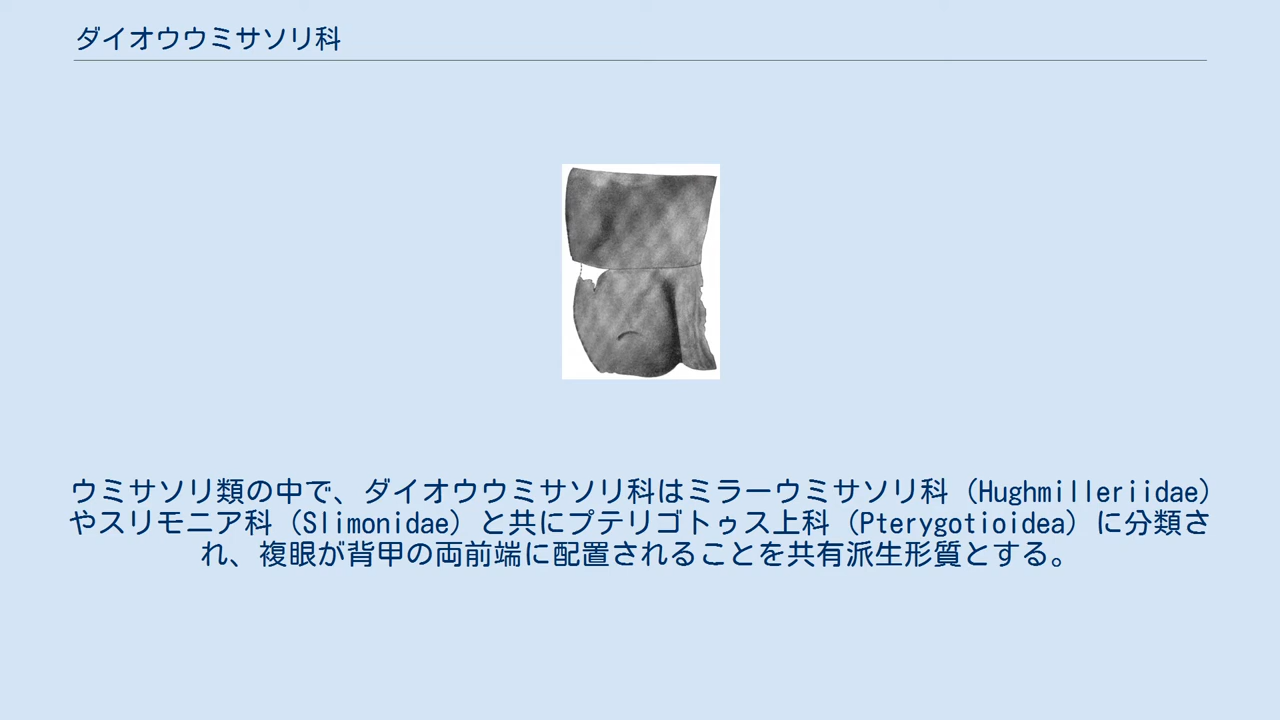 ダイオウウミサソリ科
ウミサソリ類の中で、ダイオウウミサソリ科はミラーウミサソリ科（Hughmilleriidae）
やスリモニア科（Slimonidae）と共にプテリゴトゥス上科（Pterygotioidea）に分類さ
れ、複眼が背甲の両前端に配置されることを共有派生形質とする。